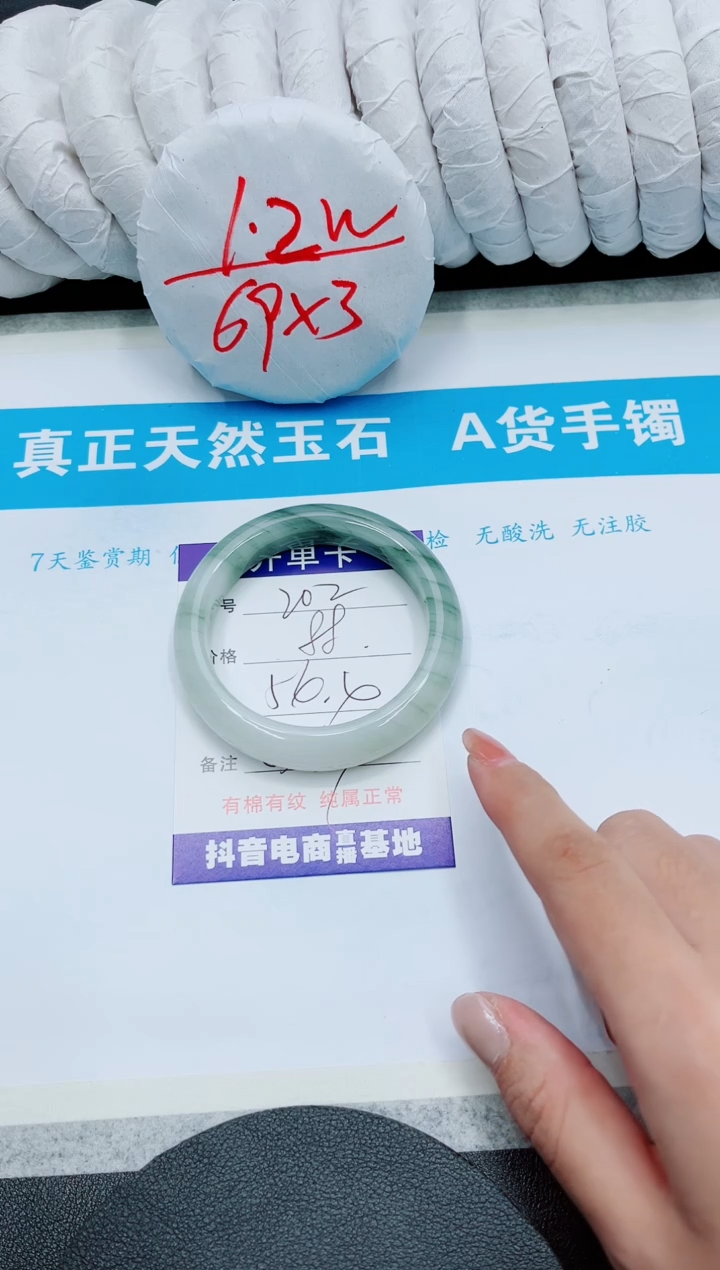 1.2w
69×3
真正天然玉石 A货手镯
7天鉴赏期 检 无酸洗 无注胶
开单卡
号 202
价格 88.
56.
备注
有棉有纹 纯属正常
抖音电商直播基地